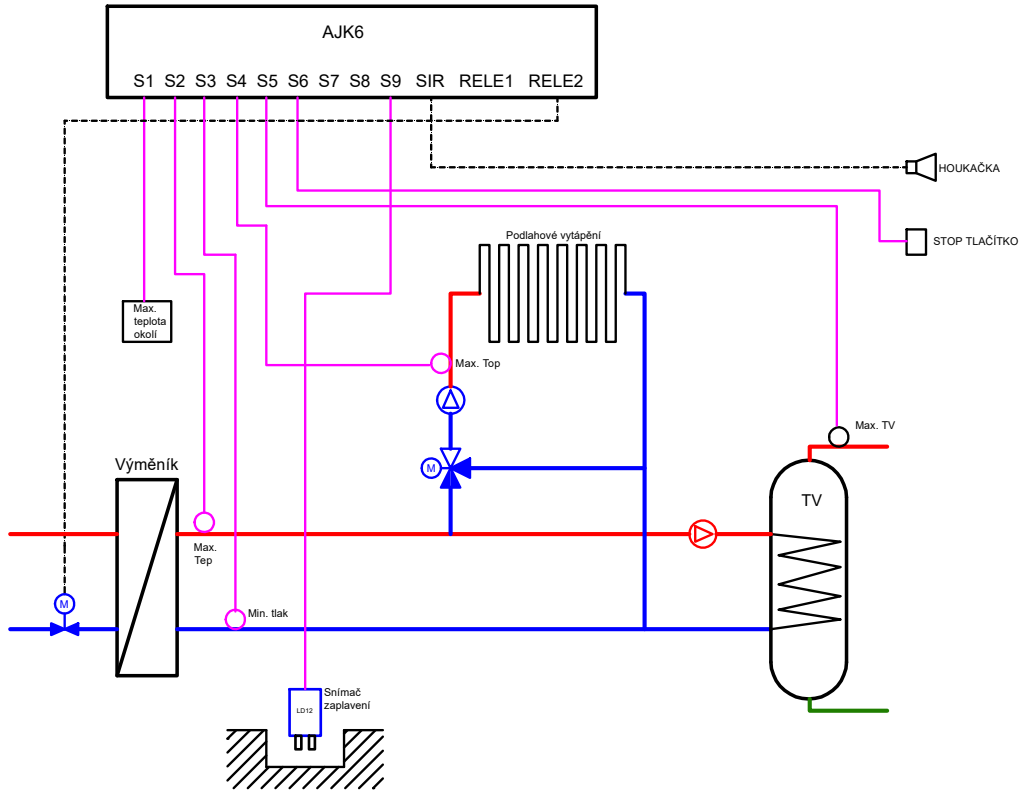 AJK6
S1 S2 S3 S4 S5 S6 S7 S8 S9 SIR RELE1 RELE2
HOUKAČKA
STOP TLAČÍTKO
Podlahové vytápění
Max.
teplota
okolí
Max. Top
Max. TV
M
Výměník
TV
Max.
Tep
M
Min. tlak
Snímač
zaplavení
LD12